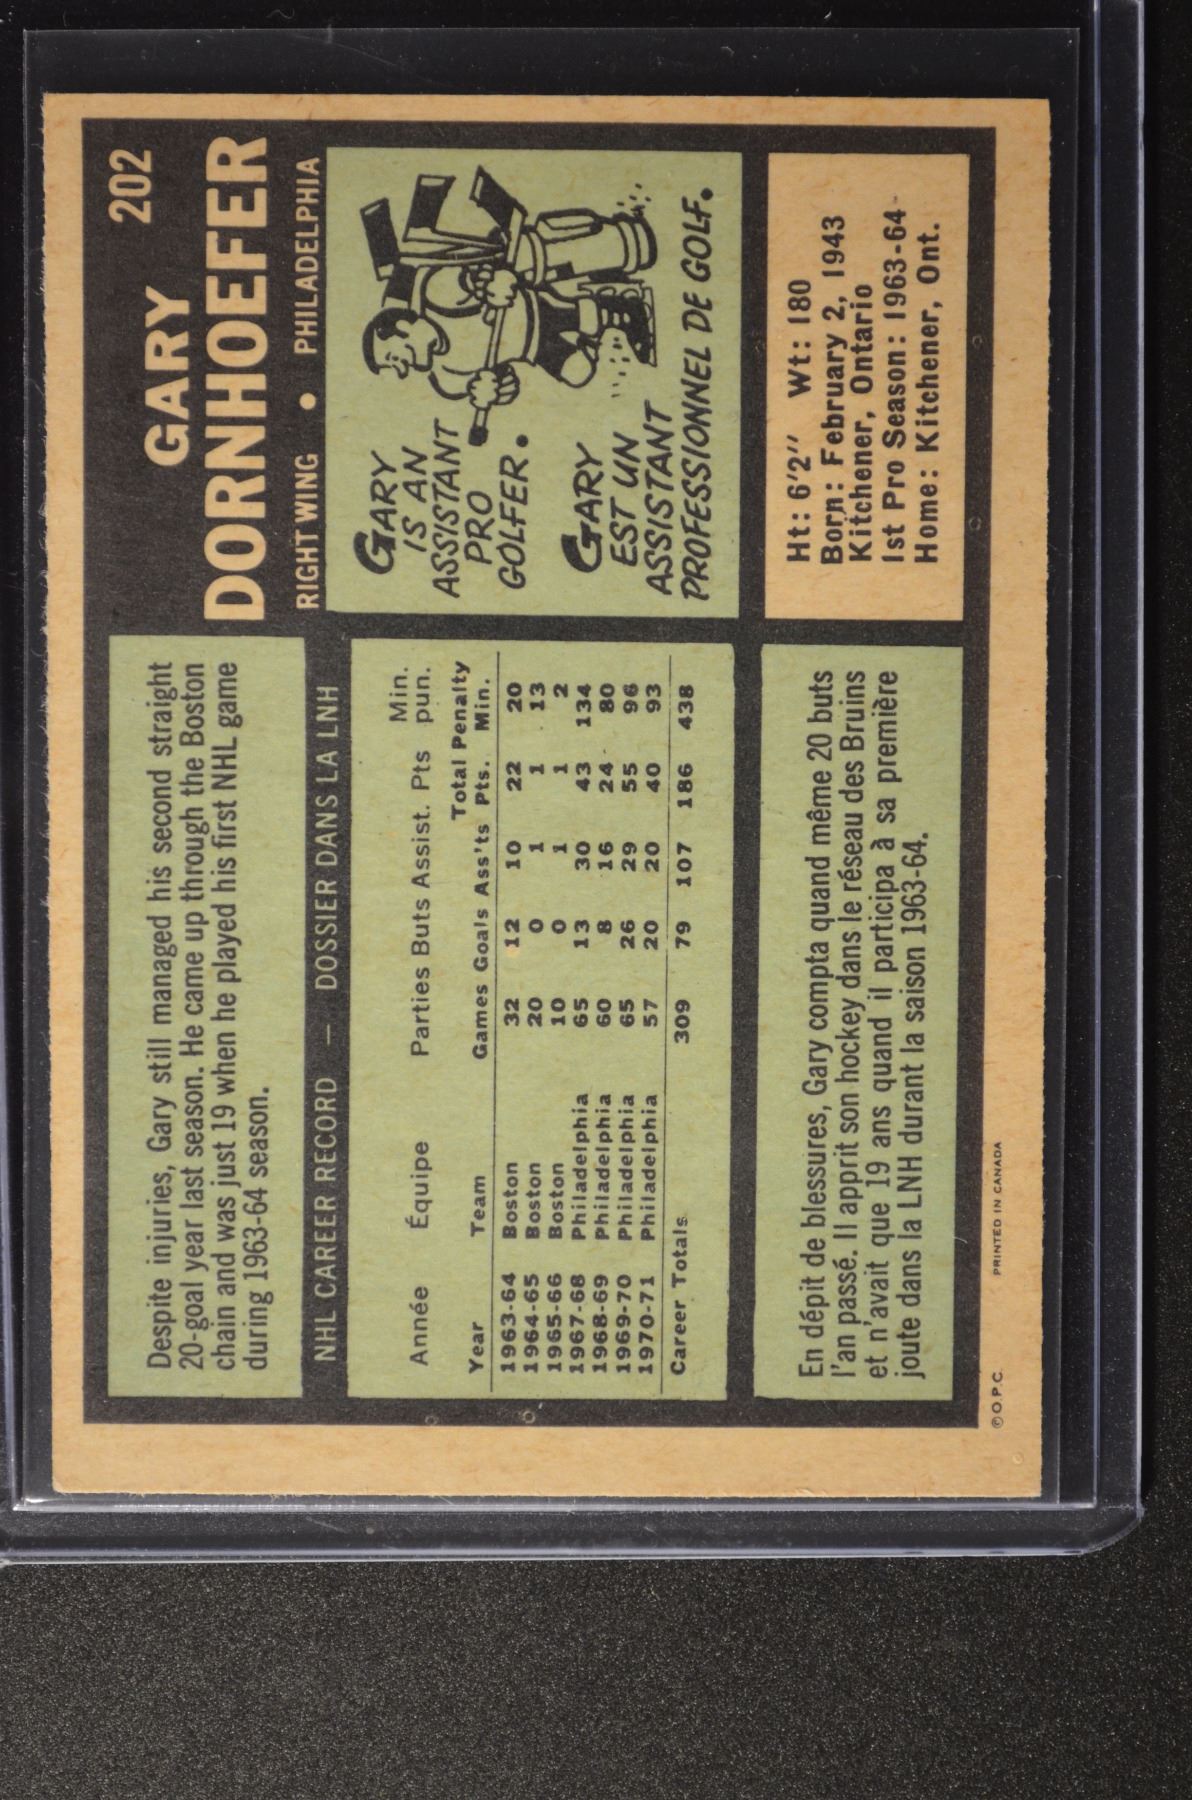 202
GARY
DORNHOEFER
RIGHT WING • PHILADELPHIA
Despite injuries, Gary still managed his second straight
20-goal year last season. He came up through the Boston
chain and was just 19 when he played his first NHL game
during 1963-64 season.
GARY
IS AN
ASSISTANT
PRO
GOLFER.
GARY
EST UN
ASSISTANT
PROFESSIONNEL DE GOLF.
NHL CAREER RECORD — DOSSIER DANS LA LNH
Année Équipe Parties Buts Assist. Pts Min. pun.
Year Team Games Goals Ass'ts Total Pts. Penalty Min.
1963-64 Boston 32 12 10 22 20
1964-65 Boston 20 0 1 1 13
1965-66 Boston 10 0 1 1 2
1967-68 Philadelphia 65 13 30 43 134
1968-69 Philadelphia 60 8 16 24 80
1969-70 Philadelphia 65 26 29 55 96
1970-71 Philadelphia 57 20 20 40 93
Career Totals 309 79 107 186 438
Ht: 6'2'' Wt: 180
Born: February 2, 1943
Kitchener, Ontario
1st Pro Season: 1963-64
Home: Kitchener, Ont.
En dépit de blessures, Gary compta quand même 20 buts
l'an passé. Il apprit son hockey dans le réseau des Bruins
et n'avait que 19 ans quand il participa à sa première
joute dans la LNH durant la saison 1963-64.
© O.P.C. PRINTED IN CANADA